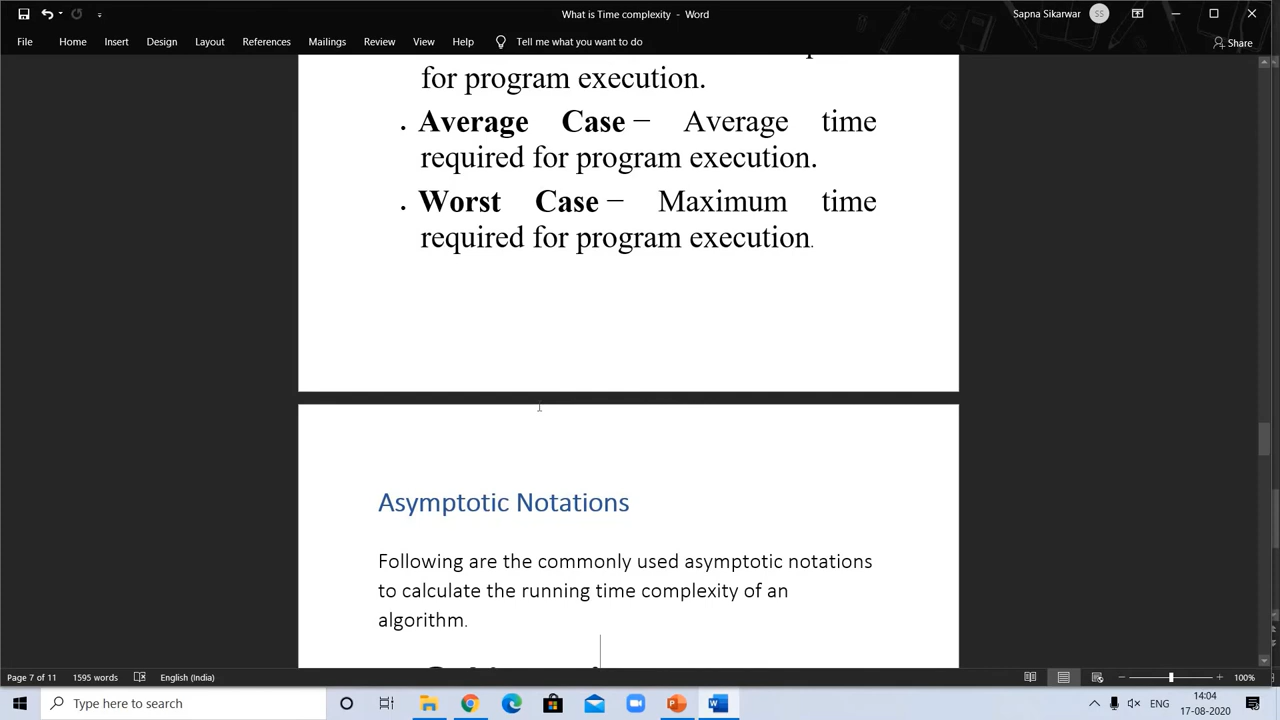 What is Time complexity - Word
Sapna Sikarwar SS
File Home Insert Design Layout References Mailings Review View Help Tell me what you want to do Share
for program execution.
• Average Case − Average time
required for program execution.
• Worst Case − Maximum time
required for program execution.
Asymptotic Notations
Following are the commonly used asymptotic notations
to calculate the running time complexity of an
algorithm.
Page 7 of 11 1595 words English (India) 100%
Type here to search
ENG
14:04
17-08-2020